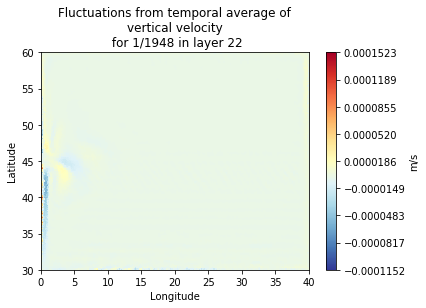 Fluctuations from temporal average of
vertical velocity
for 1/1948 in layer 22
60
55
50
45
40
35
30
Latitude
0 5 10 15 20 25 30 35 40
Longitude
0.0001523
0.0001189
0.0000855
0.0000520
0.0000186
−0.0000149
−0.0000483
−0.0000817
−0.0001152
m/s